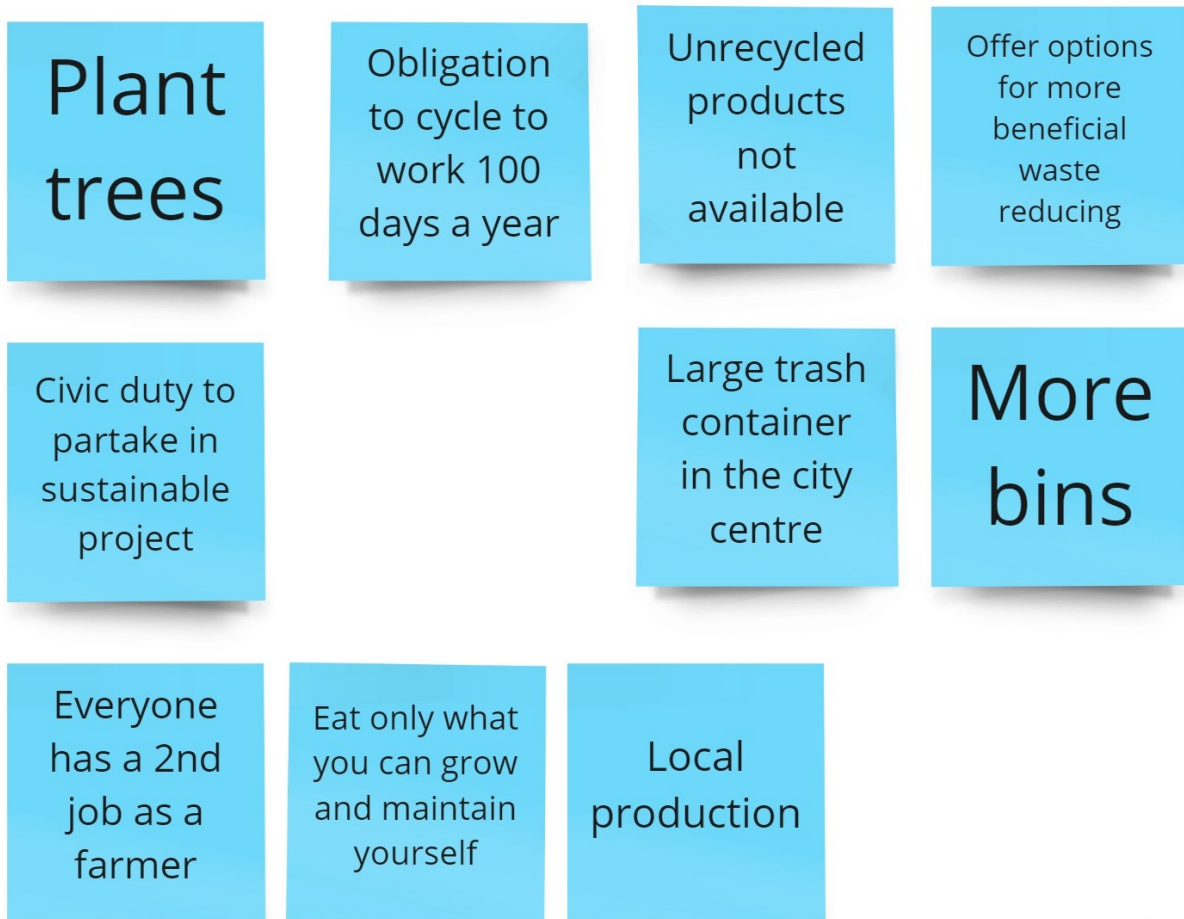 Plant
trees
Obligation
to cycle to
work 100
days a year
Unrecycled
products
not
available
Offer options
for more
beneficial
waste
reducing
Civic duty to
partake in
sustainable
project
Large trash
container
in the city
centre
More
bins
Everyone
has a 2nd
job as a
farmer
Eat only what
you can grow
and maintain
yourself
Local
production